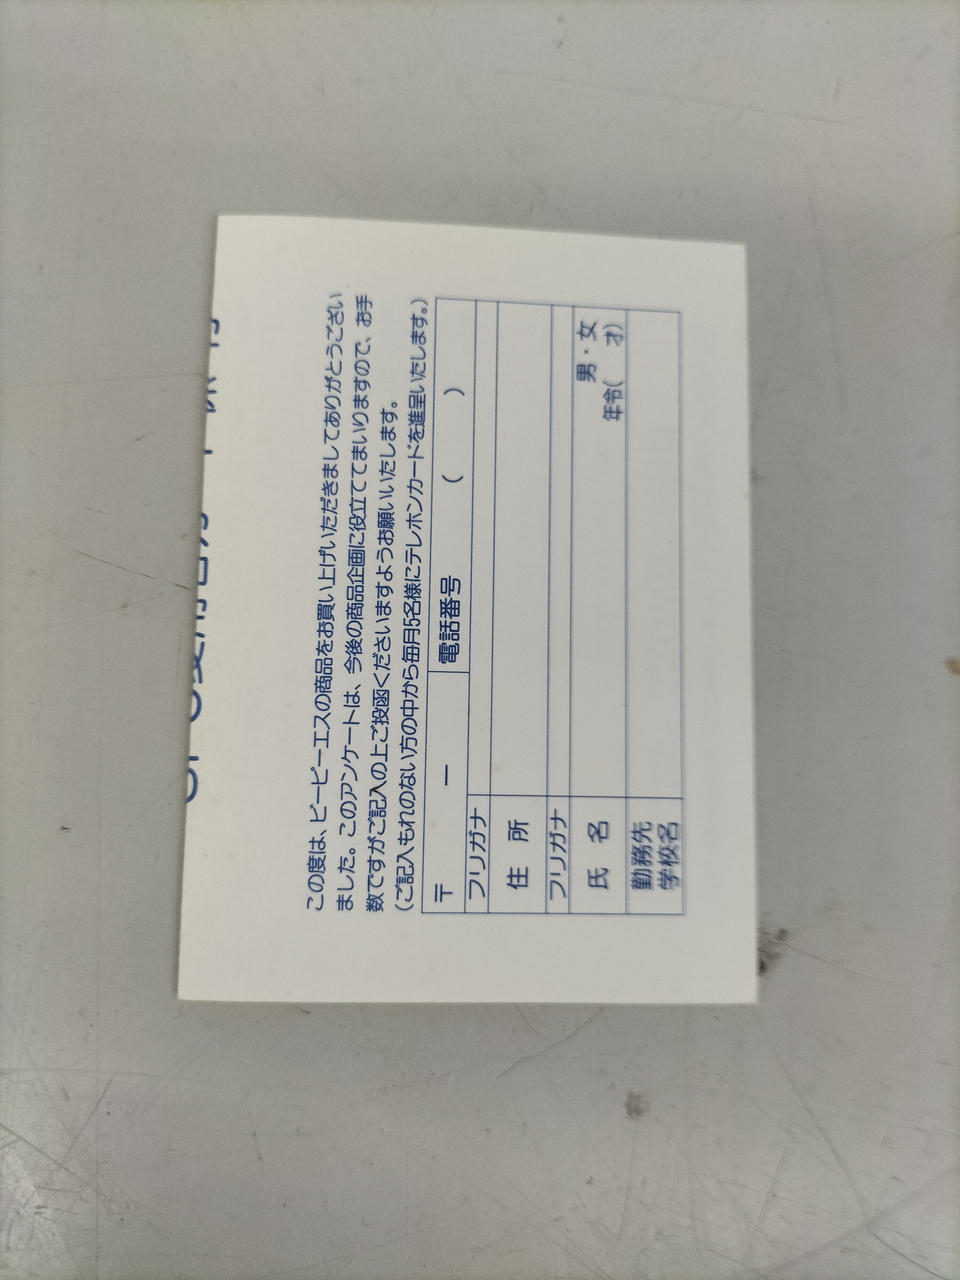 この度は、ビーピーエスの商品をお買い上げいただきましてありがとうござい
ました。このアンケートは、今後の商品企画に役立ててまいりますので、お手
数ですがご記入の上ご投函くださいますようお願いいたします。
(ご記入もれのない方の中から毎月5名様にテレホンカードを進呈いたします。)
〒 ー 電話番号 ( )
フリガナ
住 所
フリガナ
氏 名 男・女
年令( 才)
勤務先
学校名